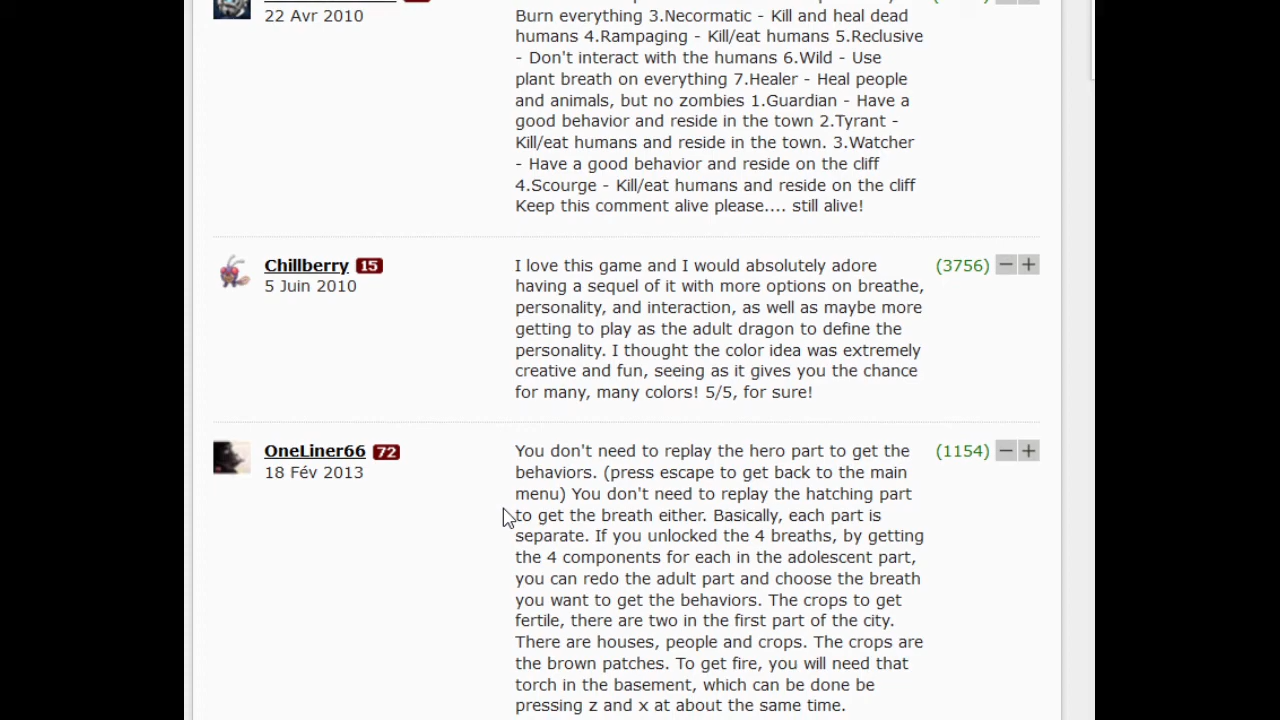 22 Avr 2010
Burn everything 3.Necormatic - Kill and heal dead
humans 4.Rampaging - Kill/eat humans 5.Reclusive
- Don't interact with the humans 6.Wild - Use
plant breath on everything 7.Healer - Heal people
and animals, but no zombies 1.Guardian - Have a
good behavior and reside in the town 2.Tyrant -
Kill/eat humans and reside in the town. 3.Watcher
- Have a good behavior and reside on the cliff
4.Scourge - Kill/eat humans and reside on the cliff
Keep this comment alive please.... still alive!
Chillberry 15
5 Juin 2010
I love this game and I would absolutely adore
having a sequel of it with more options on breathe,
personality, and interaction, as well as maybe more
getting to play as the adult dragon to define the
personality. I thought the color idea was extremely
creative and fun, seeing as it gives you the chance
for many, many colors! 5/5, for sure!
(3756) − +
OneLiner66 72
18 Fév 2013
You don't need to replay the hero part to get the
behaviors. (press escape to get back to the main
menu) You don't need to replay the hatching part
to get the breath either. Basically, each part is
separate. If you unlocked the 4 breaths, by getting
the 4 components for each in the adolescent part,
you can redo the adult part and choose the breath
you want to get the behaviors. The crops to get
fertile, there are two in the first part of the city.
There are houses, people and crops. The crops are
the brown patches. To get fire, you will need that
torch in the basement, which can be done be
pressing z and x at about the same time.
(1154) − +